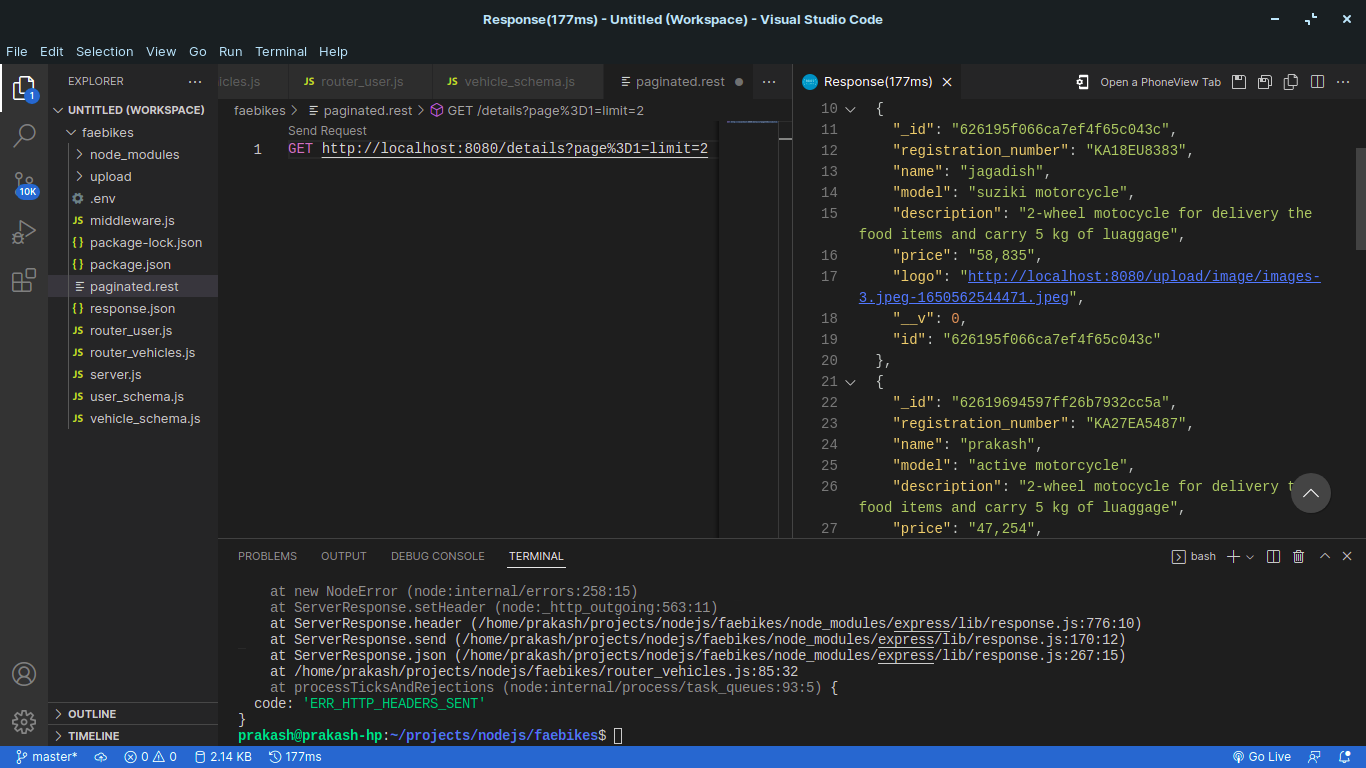 Response(177ms) - Untitled (Workspace) - Visual Studio Code
File Edit Selection View Go Run Terminal Help
EXPLORER
UNTITLED (WORKSPACE)
faebikes
node_modules
upload
.env
JS middleware.js
{} package-lock.json
{} package.json
paginated.rest
{} response.json
JS router_user.js
JS router_vehicles.js
JS server.js
JS user_schema.js
JS vehicle_schema.js
OUTLINE
TIMELINE
1
10K
icles.js JS router_user.js JS vehicle_schema.js paginated.rest
faebikes > paginated.rest > GET /details?page%3D1=limit=2
Send Request
1 GET http://localhost:8080/details?page%3D1=limit=2
Response(177ms) Open a PhoneView Tab
10 {
11 "_id": "626195f066ca7ef4f65c043c",
12 "registration_number": "KA18EU8383",
13 "name": "jagadish",
14 "model": "suziki motorcycle",
15 "description": "2-wheel motocycle for delivery the
food items and carry 5 kg of luaggage",
16 "price": "58,835",
17 "logo": "http://localhost:8080/upload/image/images-
3.jpeg-1650562544471.jpeg",
18 "__v": 0,
19 "id": "626195f066ca7ef4f65c043c"
20 },
21 {
22 "_id": "62619694597ff26b7932cc5a",
23 "registration_number": "KA27EA5487",
24 "name": "prakash",
25 "model": "active motorcycle",
26 "description": "2-wheel motocycle for delivery t
food items and carry 5 kg of luaggage",
27 "price": "47,254",
PROBLEMS OUTPUT DEBUG CONSOLE TERMINAL bash
at new NodeError (node:internal/errors:258:15)
at ServerResponse.setHeader (node:_http_outgoing:563:11)
at ServerResponse.header (/home/prakash/projects/nodejs/faebikes/node_modules/express/lib/response.js:776:10)
at ServerResponse.send (/home/prakash/projects/nodejs/faebikes/node_modules/express/lib/response.js:170:12)
at ServerResponse.json (/home/prakash/projects/nodejs/faebikes/node_modules/express/lib/response.js:267:15)
at /home/prakash/projects/nodejs/faebikes/router_vehicles.js:85:32
at processTicksAndRejections (node:internal/process/task_queues:93:5) {
code: 'ERR_HTTP_HEADERS_SENT'
}
prakash@prakash-hp:~/projects/nodejs/faebikes$
master* 0 0 2.14 KB 177ms Go Live